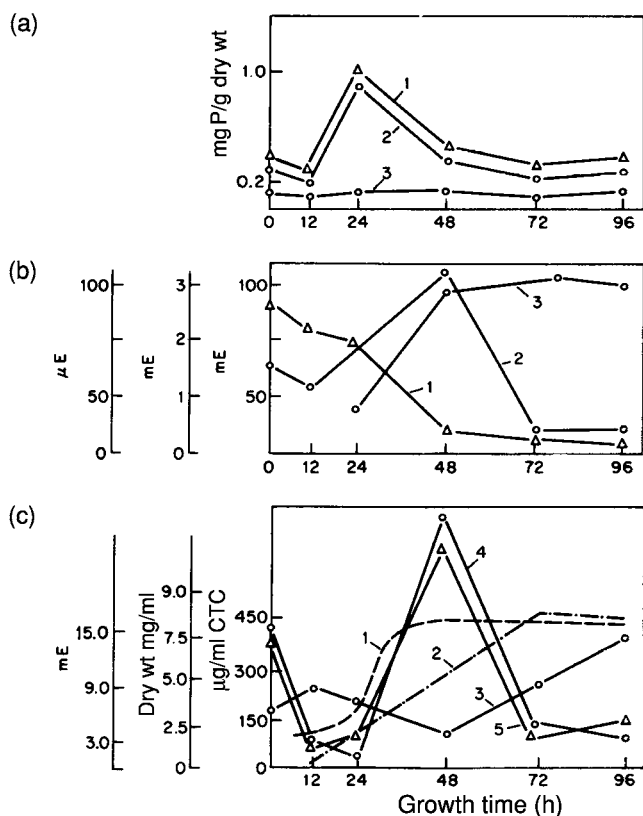 (a)
mg P/g dry wt
1.0
0.2
1
2
3
0 12 24 48 72 96
(b)
100
50
0
µE
3
2
1
0
mE
100
50
mE
1
2
3
0 12 24 48 72 96
(c)
15.0
9.0
3.0
mE
9.0
7.5
5.0
2.5
0
Dry wt mg/ml
450
300
150
0
µg/ml CTC
1
2
3
4
5
12 24 48 72 96
Growth time (h)